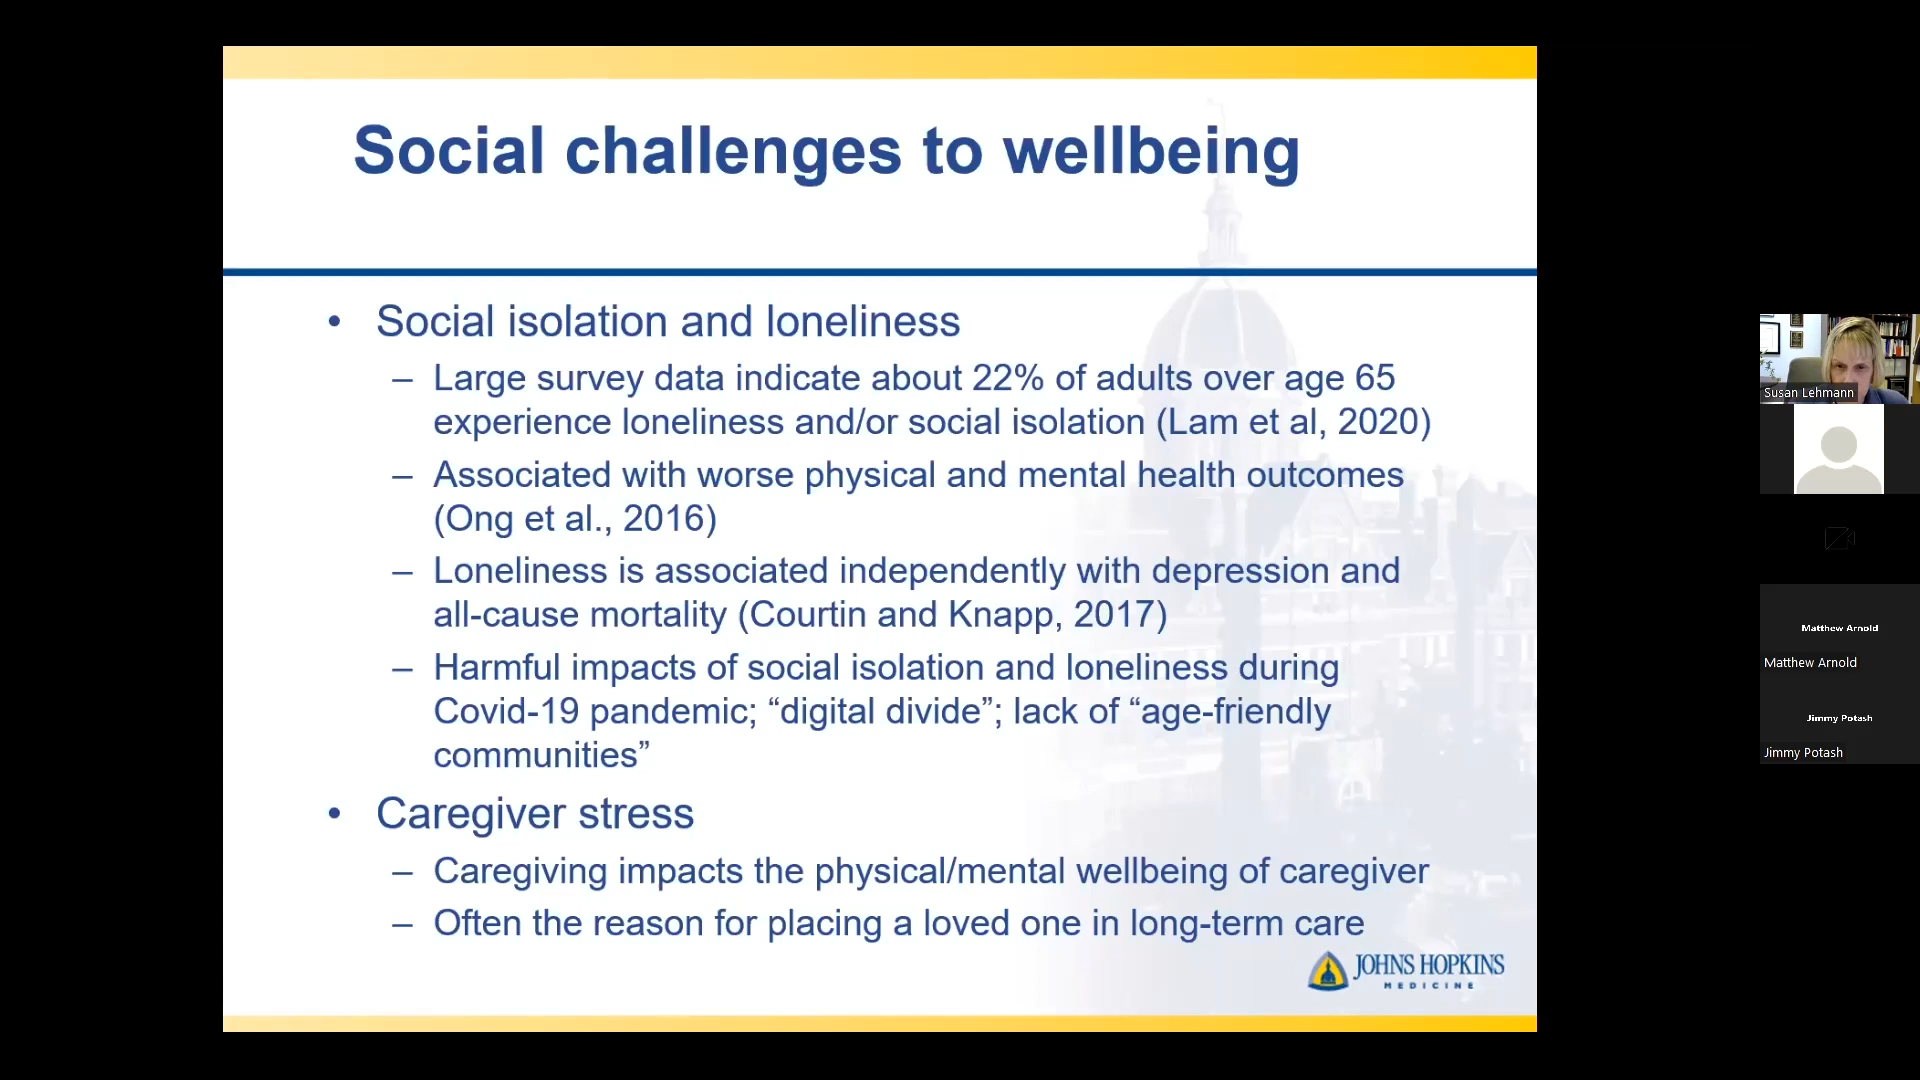 Social challenges to wellbeing
• Social isolation and loneliness
– Large survey data indicate about 22% of adults over age 65
experience loneliness and/or social isolation (Lam et al, 2020)
– Associated with worse physical and mental health outcomes
(Ong et al., 2016)
– Loneliness is associated independently with depression and
all-cause mortality (Courtin and Knapp, 2017)
– Harmful impacts of social isolation and loneliness during
Covid-19 pandemic; “digital divide”; lack of “age-friendly
communities”
• Caregiver stress
– Caregiving impacts the physical/mental wellbeing of caregiver
– Often the reason for placing a loved one in long-term care
JOHNS HOPKINS
MEDICINE
Susan Lehmann
Matthew Arnold
Matthew Arnold
Jimmy Potash
Jimmy Potash